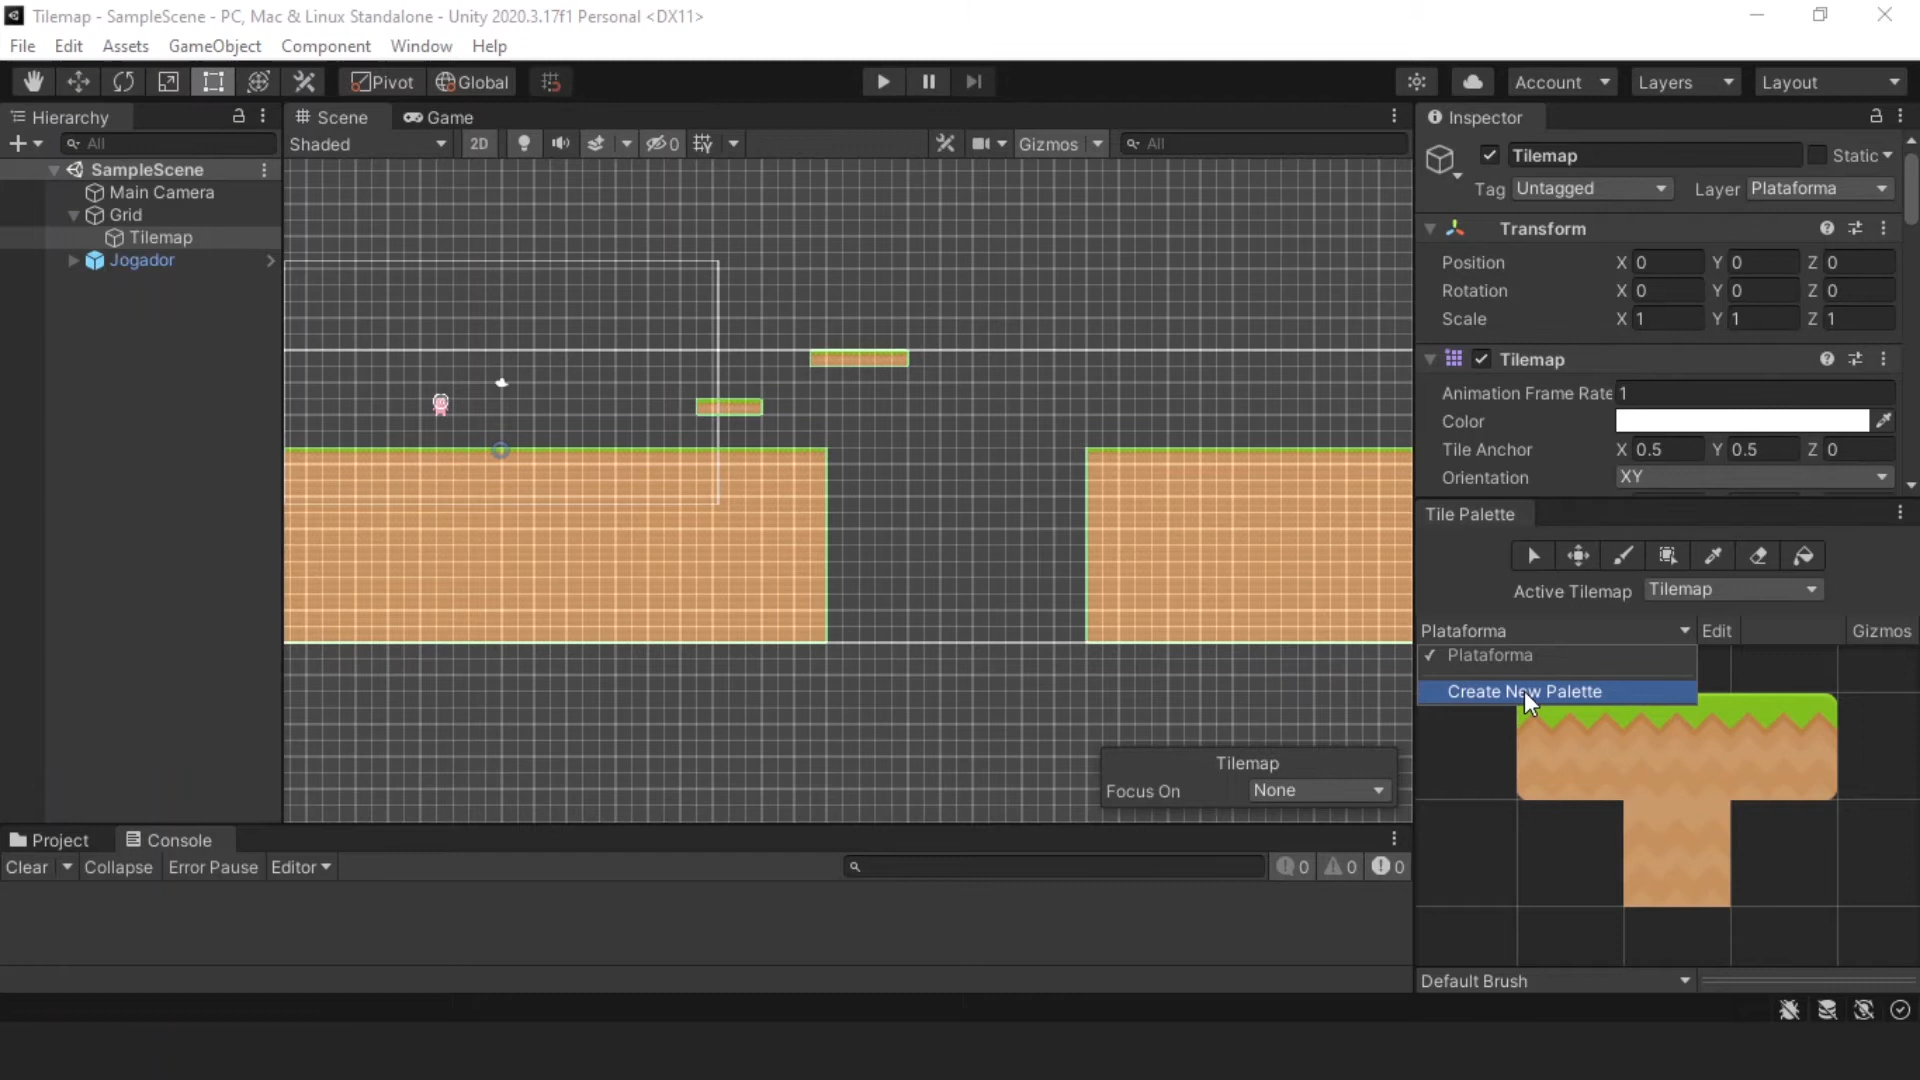 Tilemap - SampleScene - PC, Mac & Linux Standalone - Unity 2020.3.17f1 Personal <DX11>
File Edit Assets GameObject Component Window Help
Pivot Global Account Layers Layout
Hierarchy
All
SampleScene
Main Camera
Grid
Tilemap
Jogador
Scene Game
Shaded 2D 0 Gizmos All
Tilemap
Focus On None
Inspector
Tilemap Static
Tag Untagged Layer Plataforma
Transform
Position X 0 Y 0 Z 0
Rotation X 0 Y 0 Z 0
Scale X 1 Y 1 Z 1
Tilemap
Animation Frame Rate 1
Color
Tile Anchor X 0.5 Y 0.5 Z 0
Orientation XY
Tile Palette
Active Tilemap Tilemap
Plataforma Edit Gizmos
✓ Plataforma
Create New Palette
Default Brush
Project Console
Clear Collapse Error Pause Editor 0 0 0